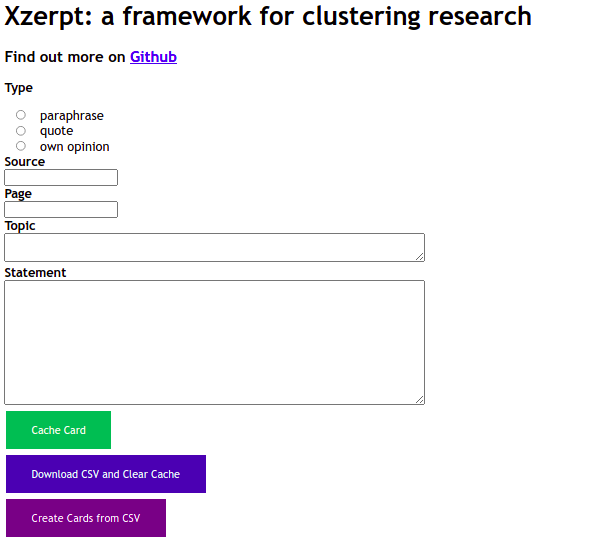 Xzerpt: a framework for clustering research
Find out more on Github
Type
paraphrase
quote
own opinion
Source
Page
Topic
Statement
Cache Card
Download CSV and Clear Cache
Create Cards from CSV